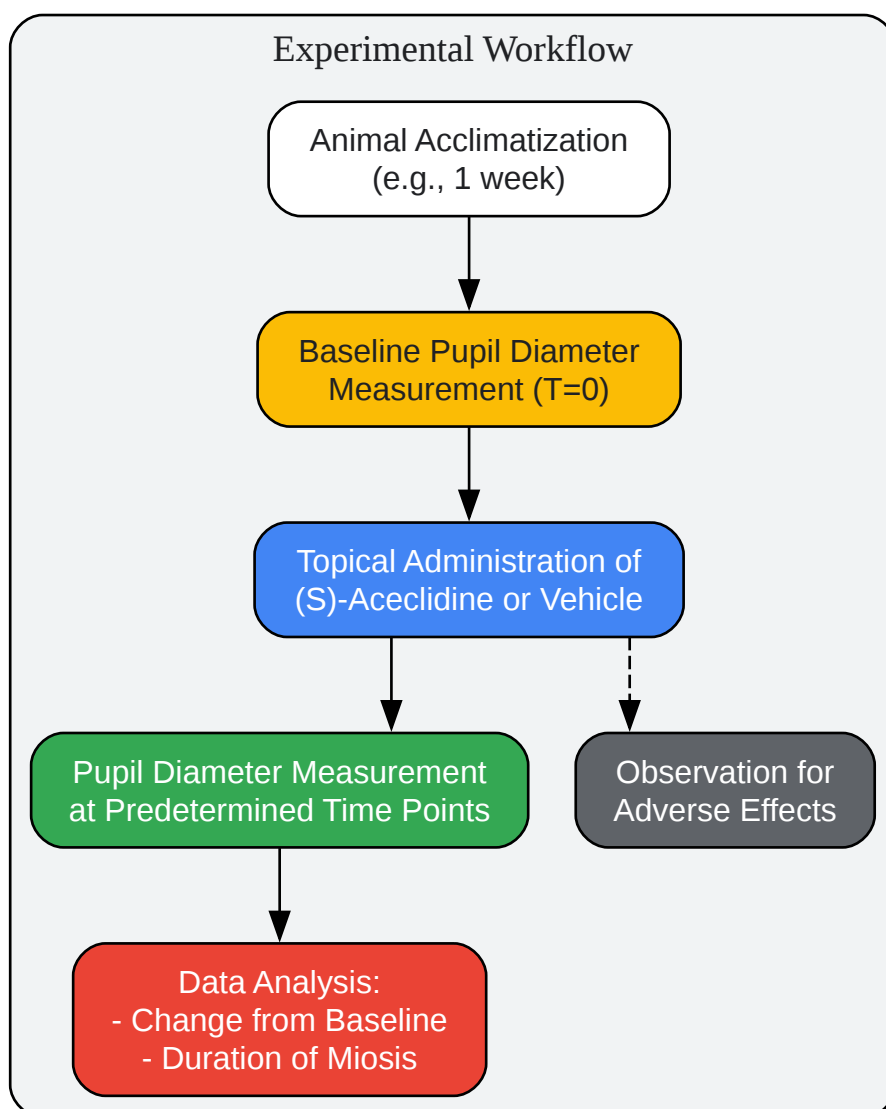 Experimental Workflow
Animal Acclimatization
(e.g., 1 week)
Baseline Pupil Diameter
Measurement (T=0)
Topical Administration of
(S)-Aceclidine or Vehicle
Pupil Diameter Measurement
at Predetermined Time Points
Observation for
Adverse Effects
Data Analysis:
- Change from Baseline
- Duration of Miosis